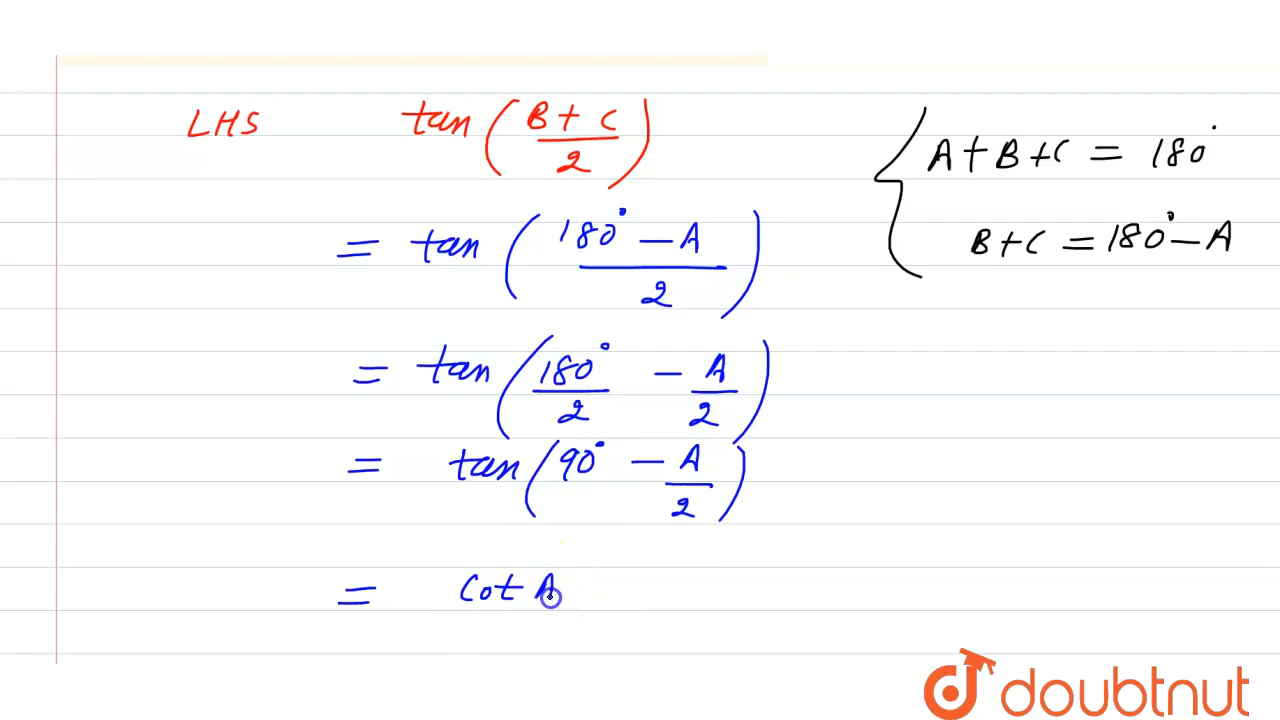 LHS tan(B+C/2)
A+B+C = 180°
= tan(180°-A/2)
B+C = 180°-A
= tan(180°/2 - A/2)
= tan(90° - A/2)
= Cot A
doubtnut